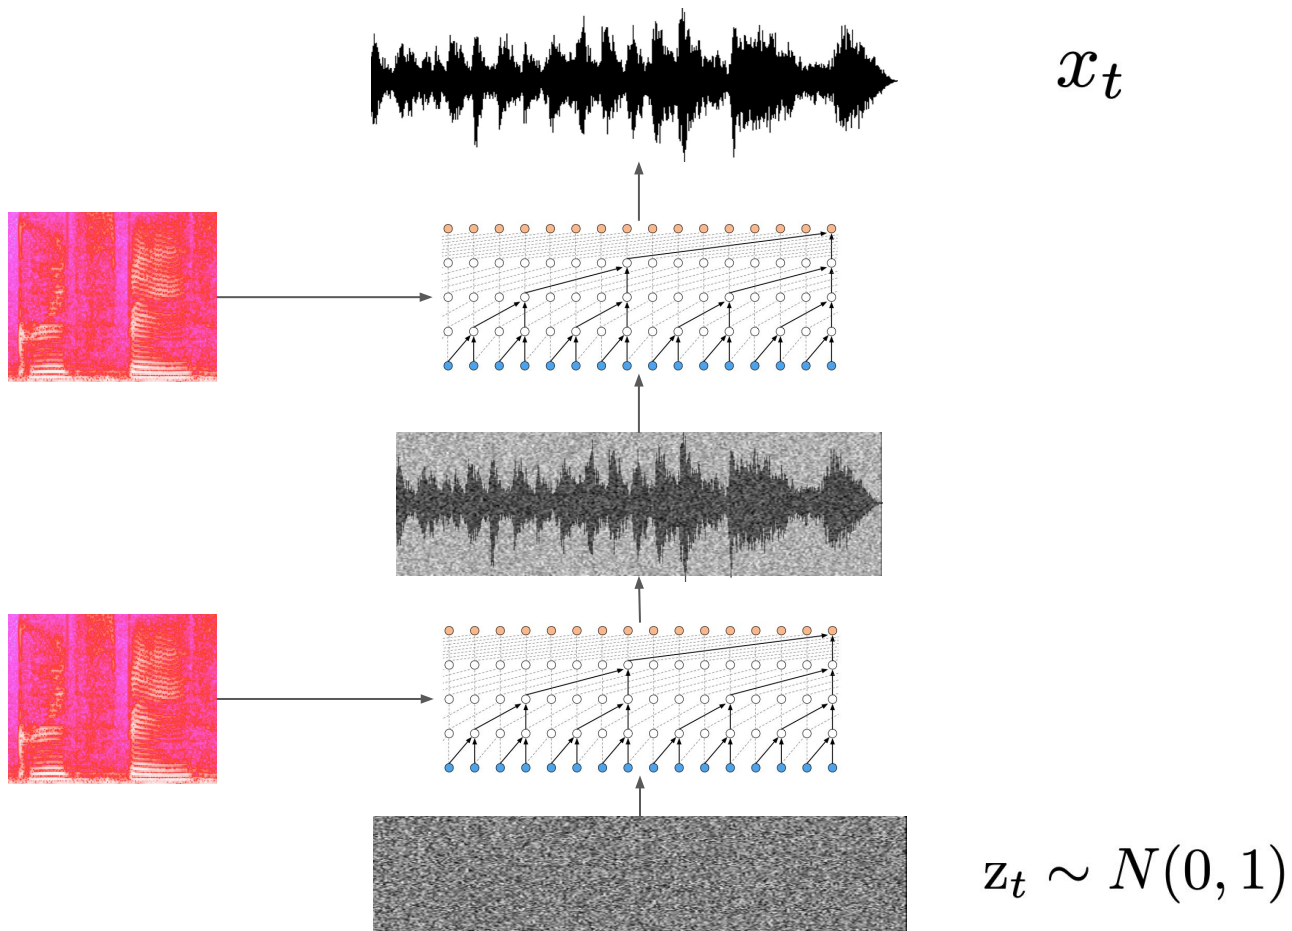 x_t
z_t ∼ N(0, 1)